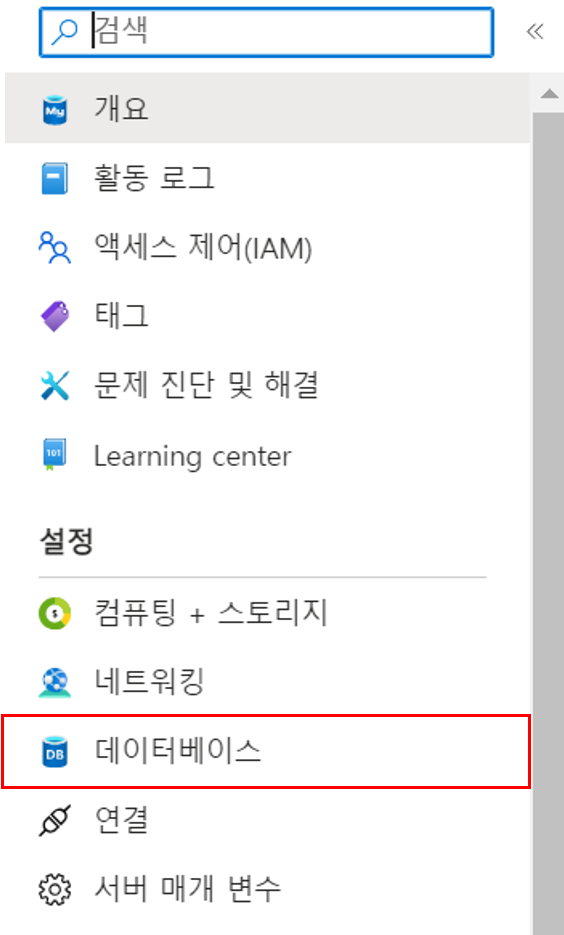 검색
My 개요
활동 로그
액세스 제어(IAM)
태그
문제 진단 및 해결
101 Learning center
설정
$ 컴퓨팅 + 스토리지
네트워킹
DB 데이터베이스
연결
서버 매개 변수